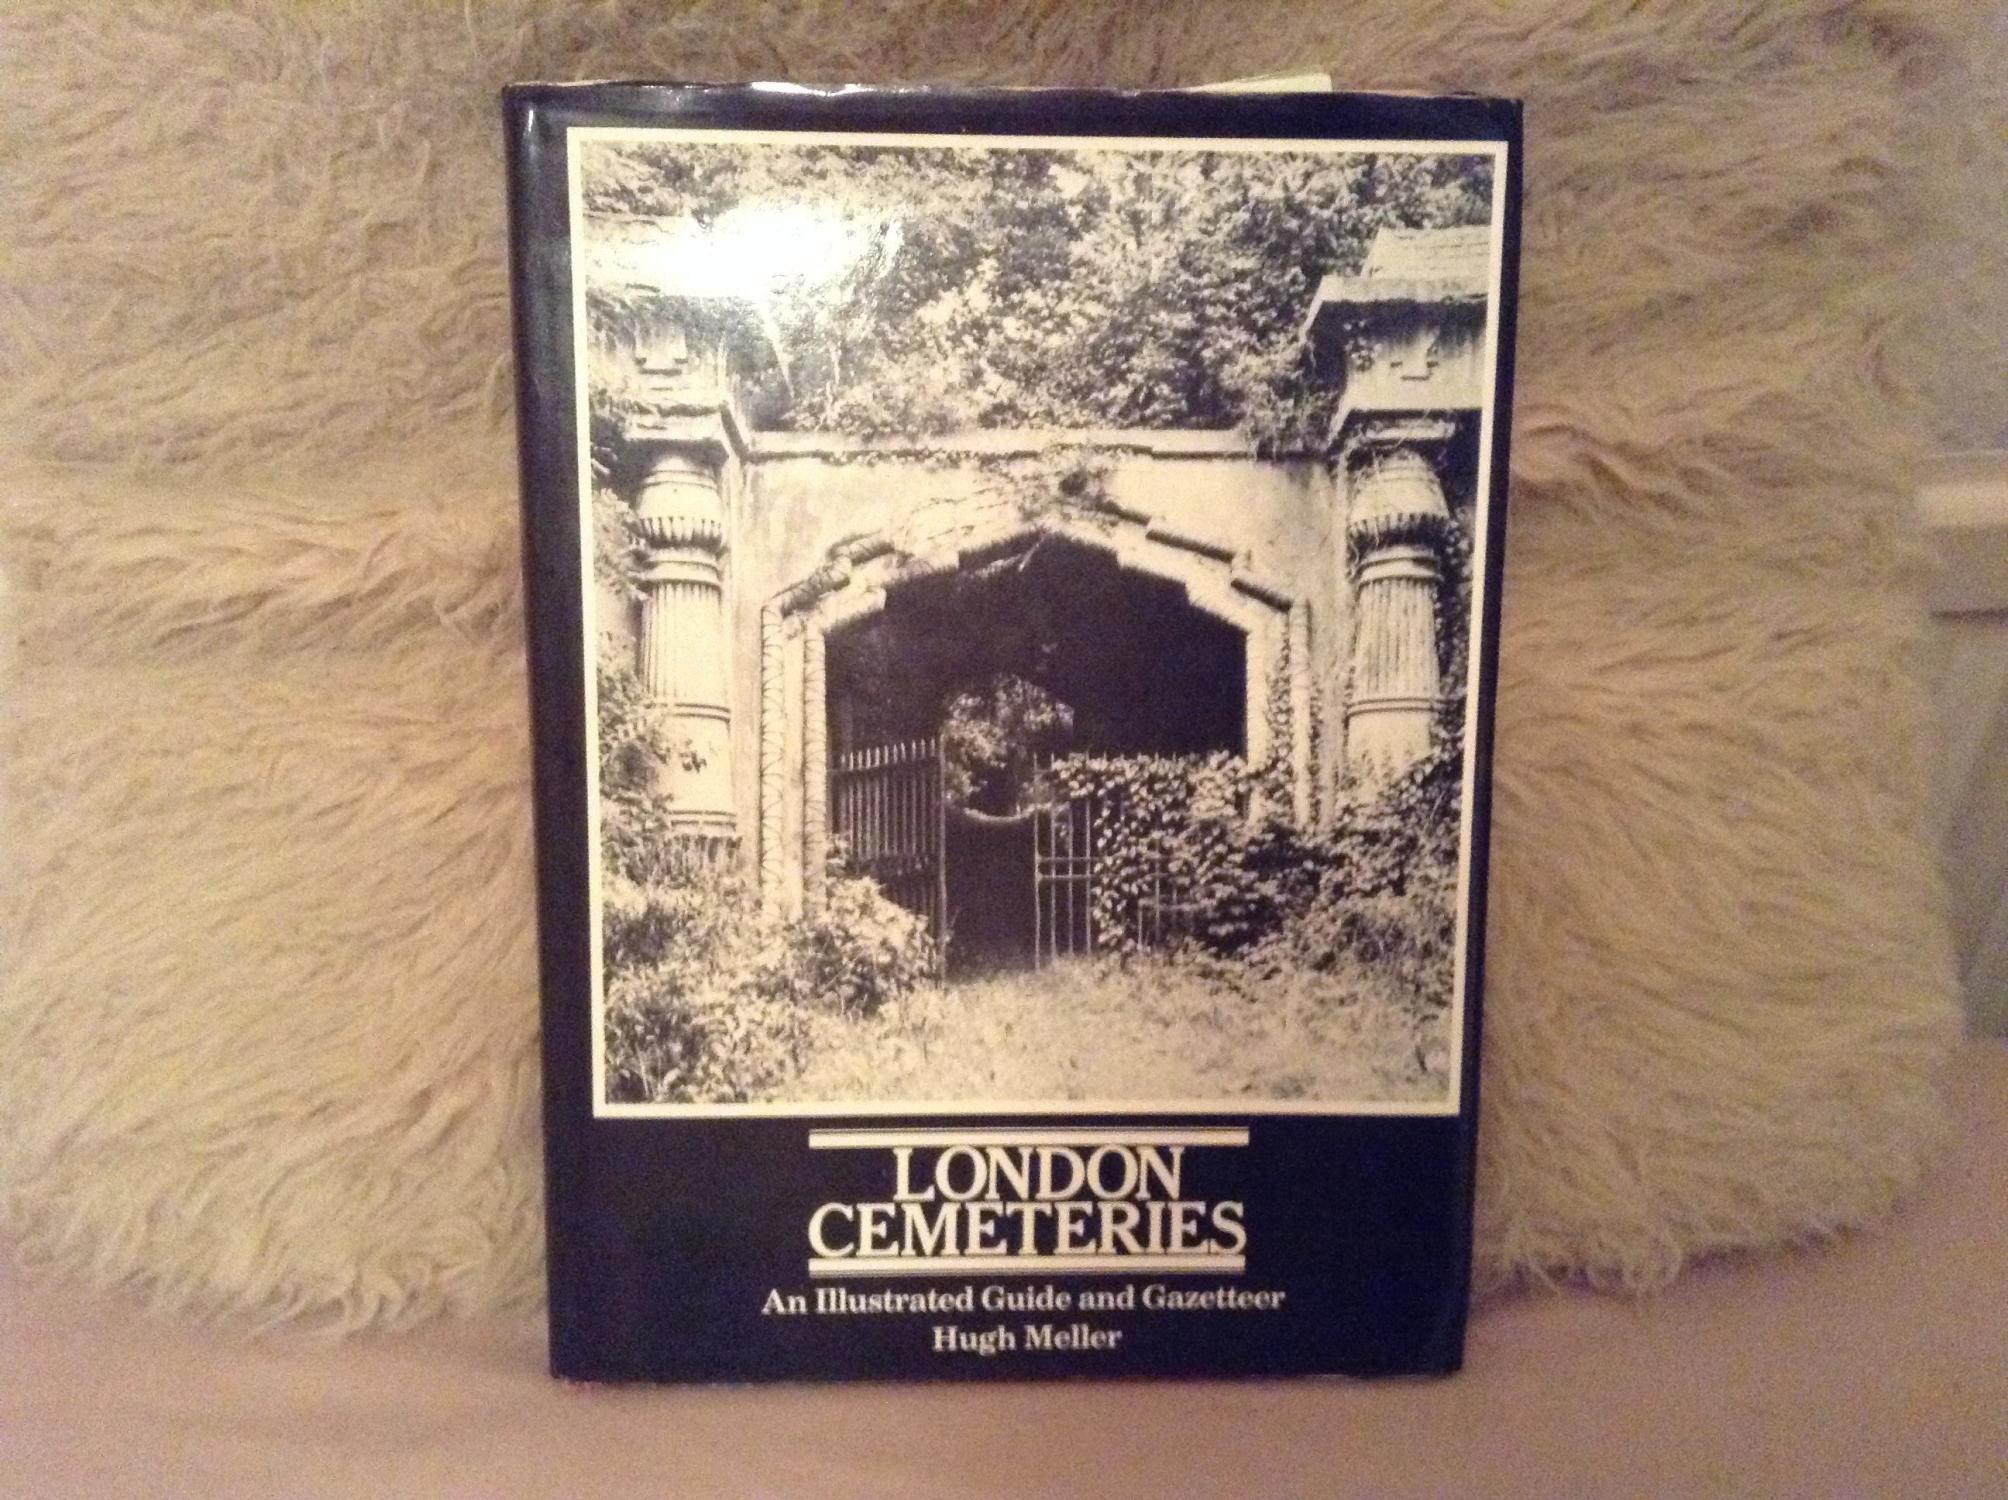 LONDON
CEMETERIES
An Illustrated Guide and Gazetteer
Hugh Meller